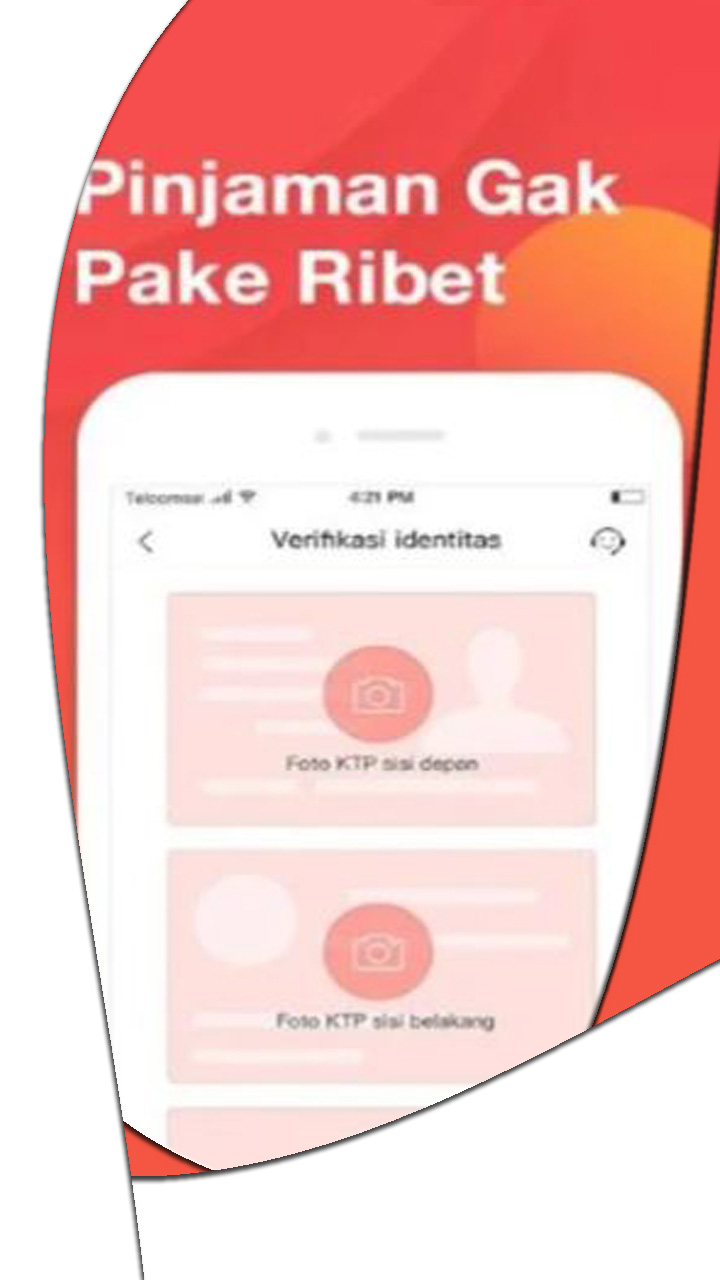 Pinjaman Gak
Pake Ribet
Telcomsel 4:21 PM
Verifikasi identitas
Foto KTP sisi depan
Foto KTP sisi belakang